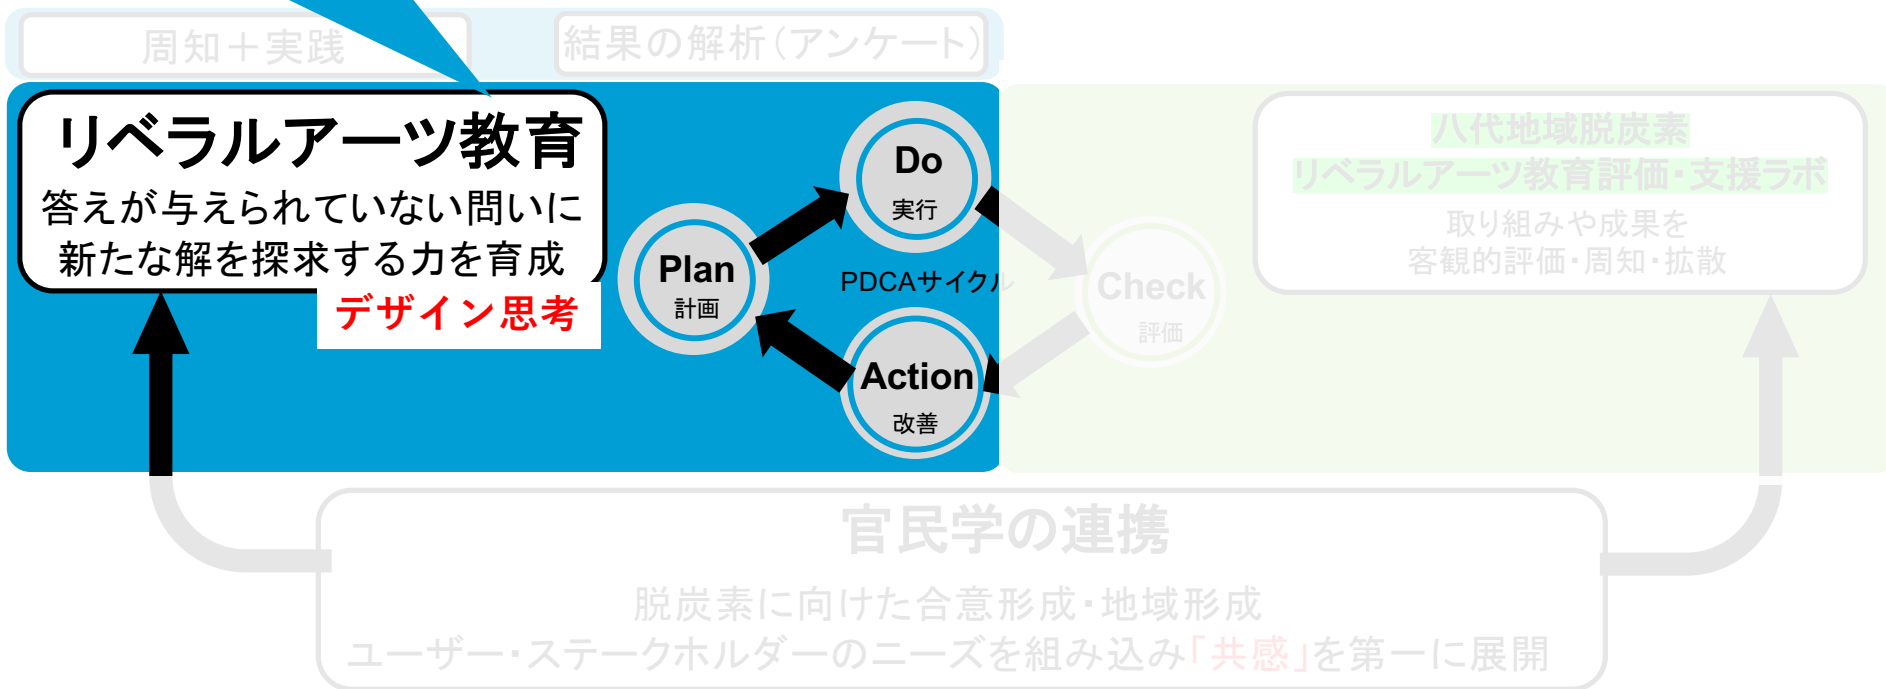 周知＋実践
結果の解析(アンケート)
リベラルアーツ教育
答えが与えられていない問いに
新たな解を探求する力を育成
デザイン思考
Plan
計画
Do
実行
PDCAサイクル
Action
改善
Check
評価
八代地域脱炭素
リベラルアーツ教育評価・支援ラボ
取り組みや成果を
客観的評価・周知・拡散
官民学の連携
脱炭素に向けた合意形成・地域形成
ユーザー・ステークホルダーのニーズを組み込み「共感」を第一に展開